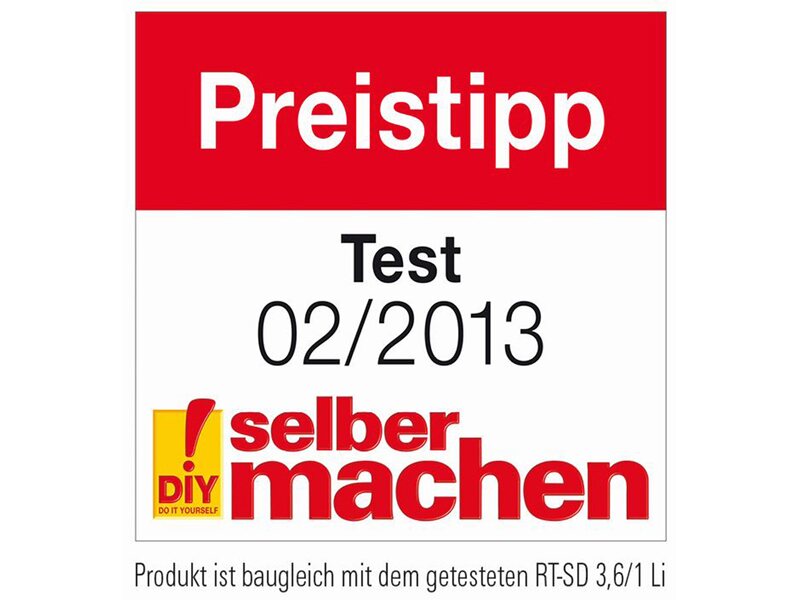 Preistipp
Test
02/2013
selber
machen
DIY
DO IT YOURSELF
Produkt ist baugleich mit dem getesteten RT-SD 3,6/1 Li